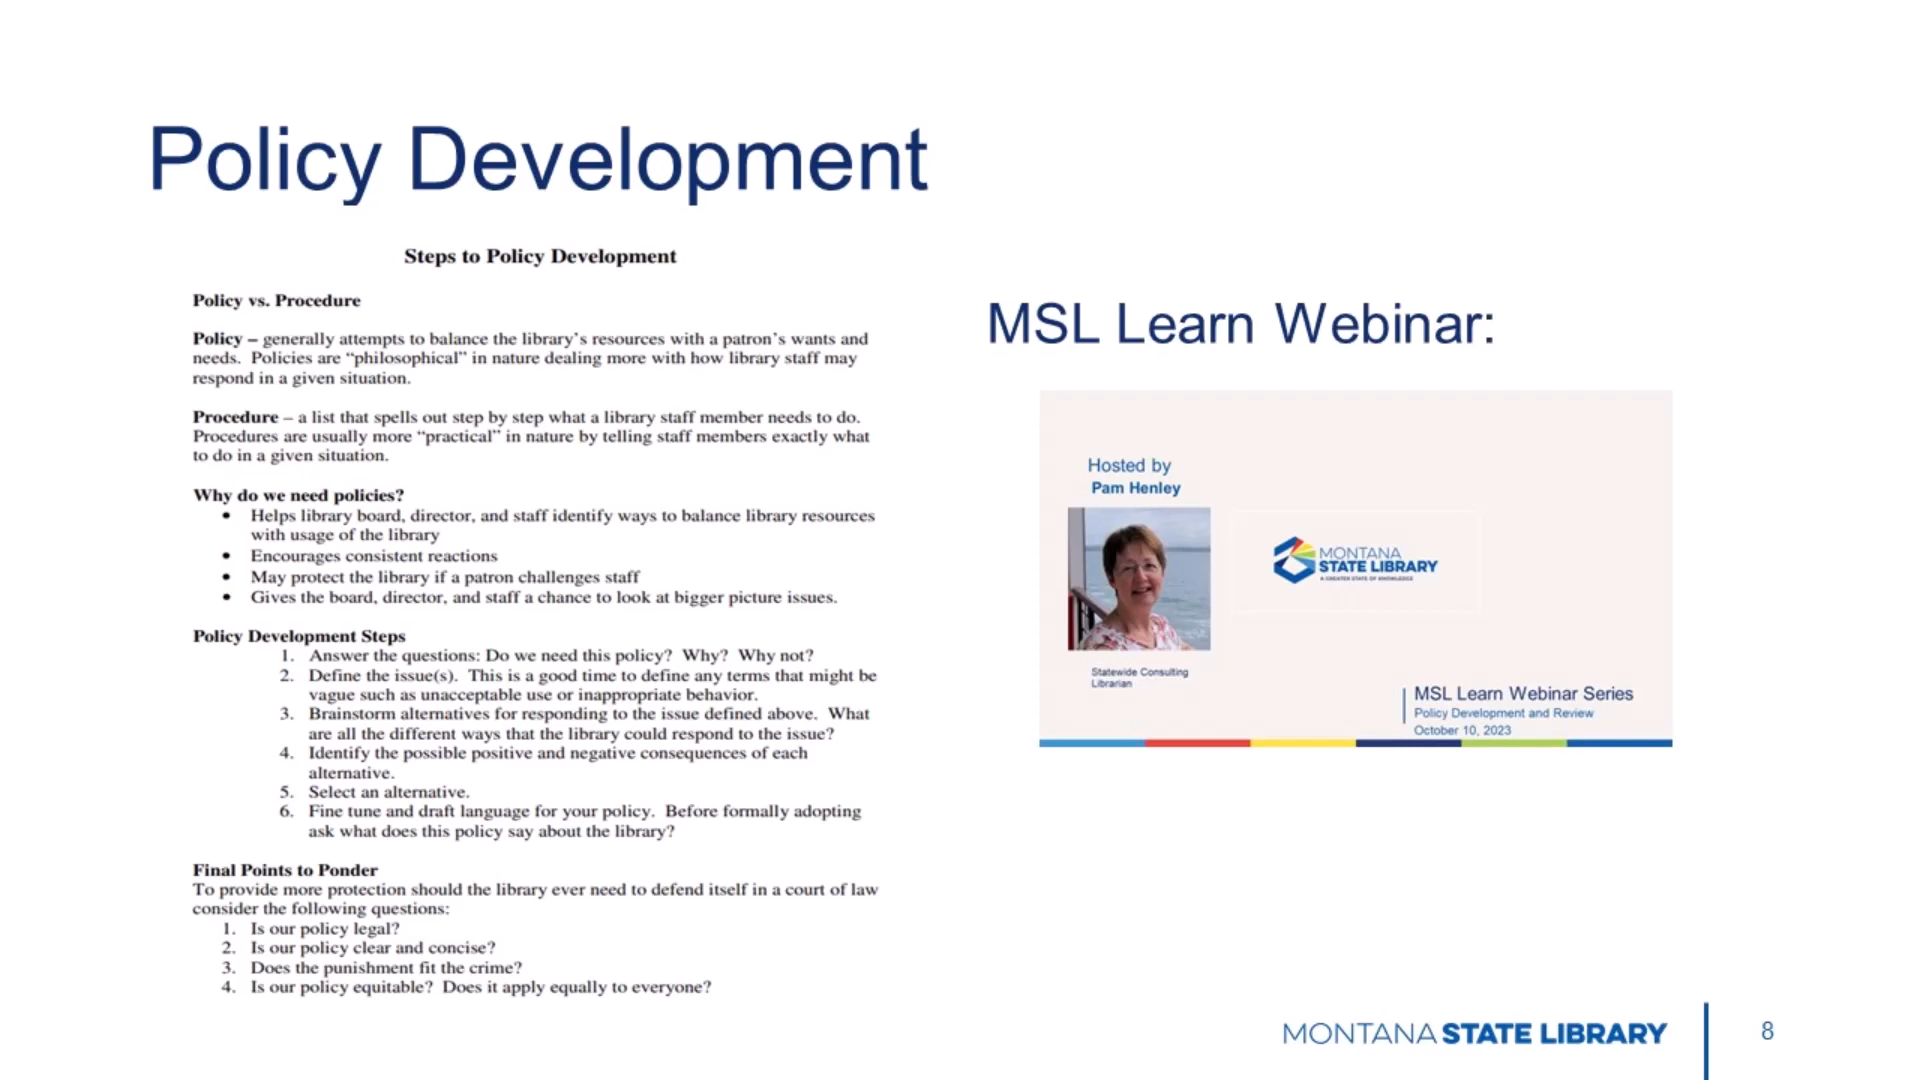 Policy Development
Steps to Policy Development
Policy vs. Procedure
Policy – generally attempts to balance the library’s resources with a patron’s wants and
needs.  Policies are “philosophical” in nature dealing more with how library staff may
respond in a given situation.
Procedure – a list that spells out step by step what a library staff member needs to do.
Procedures are usually more “practical” in nature by telling staff members exactly what
to do in a given situation.
Why do we need policies?
• Helps library board, director, and staff identify ways to balance library resources
with usage of the library
• Encourages consistent reactions
• May protect the library if a patron challenges staff
• Gives the board, director, and staff a chance to look at bigger picture issues.
Policy Development Steps
1. Answer the questions: Do we need this policy?  Why?  Why not?
2. Define the issue(s).  This is a good time to define any terms that might be
vague such as unacceptable use or inappropriate behavior.
3. Brainstorm alternatives for responding to the issue defined above.  What
are all the different ways that the library could respond to the issue?
4. Identify the possible positive and negative consequences of each
alternative.
5. Select an alternative.
6. Fine tune and draft language for your policy.  Before formally adopting
ask what does this policy say about the library?
Final Points to Ponder
To provide more protection should the library ever need to defend itself in a court of law
consider the following questions:
1. Is our policy legal?
2. Is our policy clear and concise?
3. Does the punishment fit the crime?
4. Is our policy equitable?  Does it apply equally to everyone?
MSL Learn Webinar:
Hosted by
Pam Henley
MONTANA
STATE LIBRARY
A GREATER STATE OF KNOWLEDGE
Statewide Consulting
Librarian
MSL Learn Webinar Series
Policy Development and Review
October 10, 2023
MONTANA STATE LIBRARY
8